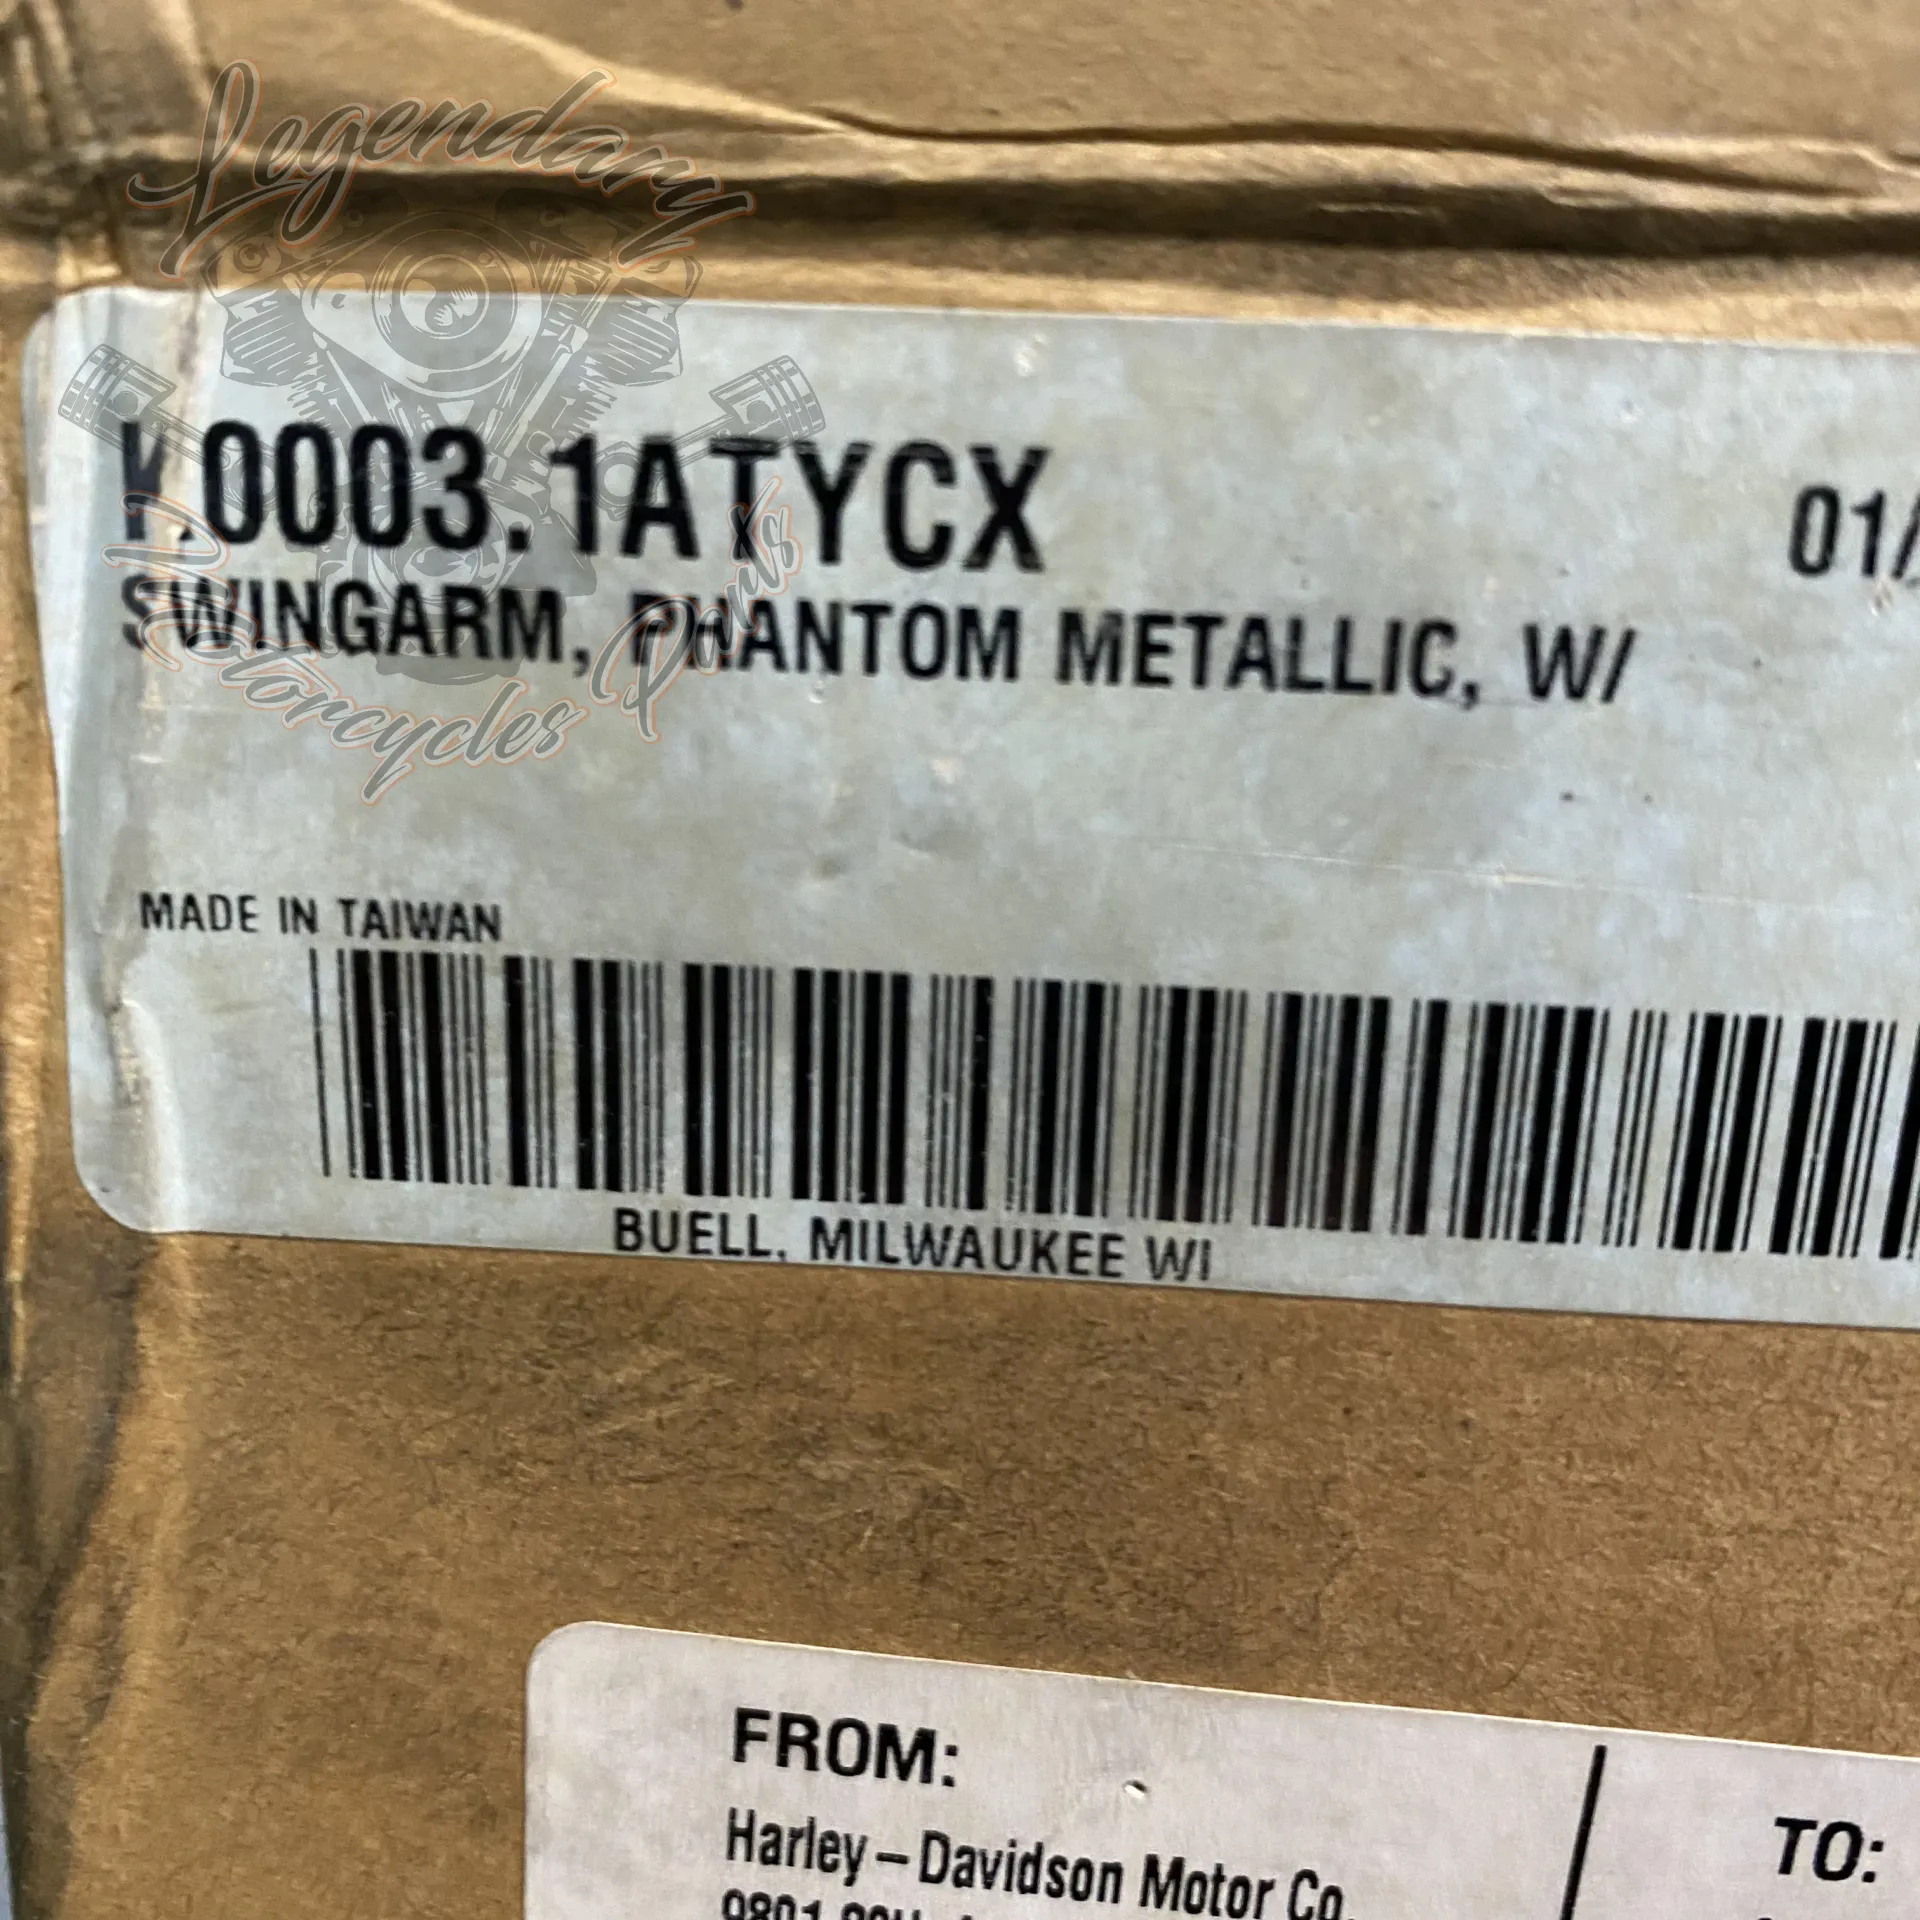 Legendary
K0003.1ATYCX
01/
SWINGARM, PHANTOM METALLIC, W/
Motorcycles Parts
MADE IN TAIWAN
BUELL, MILWAUKEE WI
FROM:
Harley-Davidson Motor Co.
TO: